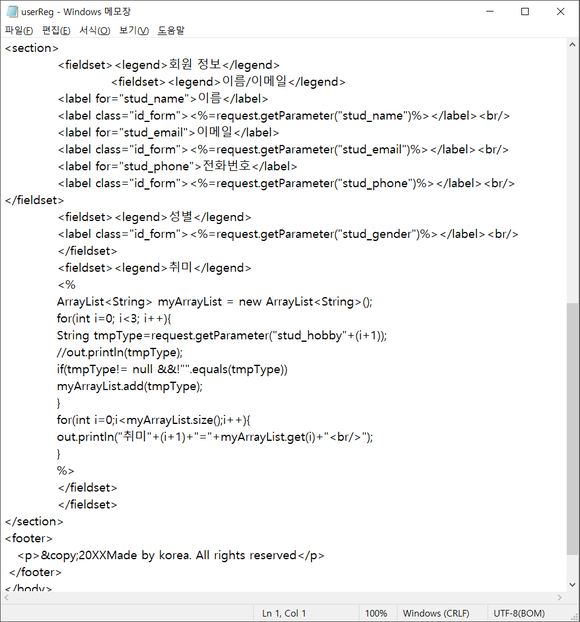 userReg - Windows 메모장
파일(F) 편집(E) 서식(O) 보기(V) 도움말
<section>
<fieldset><legend>회원 정보</legend>
<fieldset><legend>이름/이메일</legend>
<label for="stud_name">이름</label>
<label class="id_form"><%=request.getParameter("stud_name")%></label><br/>
<label for="stud_email">이메일</label>
<label class="id_form"><%=request.getParameter("stud_email")%></label><br/>
<label for="stud_phone">전화번호</label>
<label class="id_form"><%=request.getParameter("stud_phone")%></label><br/>
</fieldset>
<fieldset><legend>성별</legend>
<label class="id_form"><%=request.getParameter("stud_gender")%></label><br/>
</fieldset>
<fieldset><legend>취미</legend>
<%
ArrayList<String> myArrayList = new ArrayList<String>();
for(int i=0; i<3; i++){
String tmpType=request.getParameter("stud_hobby"+(i+1));
//out.println(tmpType);
if(tmpType!= null &&!"".equals(tmpType))
myArrayList.add(tmpType);
}
for(int i=0;i<myArrayList.size();i++){
out.println("취미"+(i+1)+"="+myArrayList.get(i)+"<br/>");
}
%>
</fieldset>
</fieldset>
</section>
<footer>
<p>&copy;20XXMade by korea. All rights reserved</p>
</footer>
</body>
Ln 1, Col 1 100% Windows (CRLF) UTF-8(BOM)